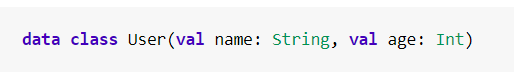 data class User(val name: String, val age: Int)